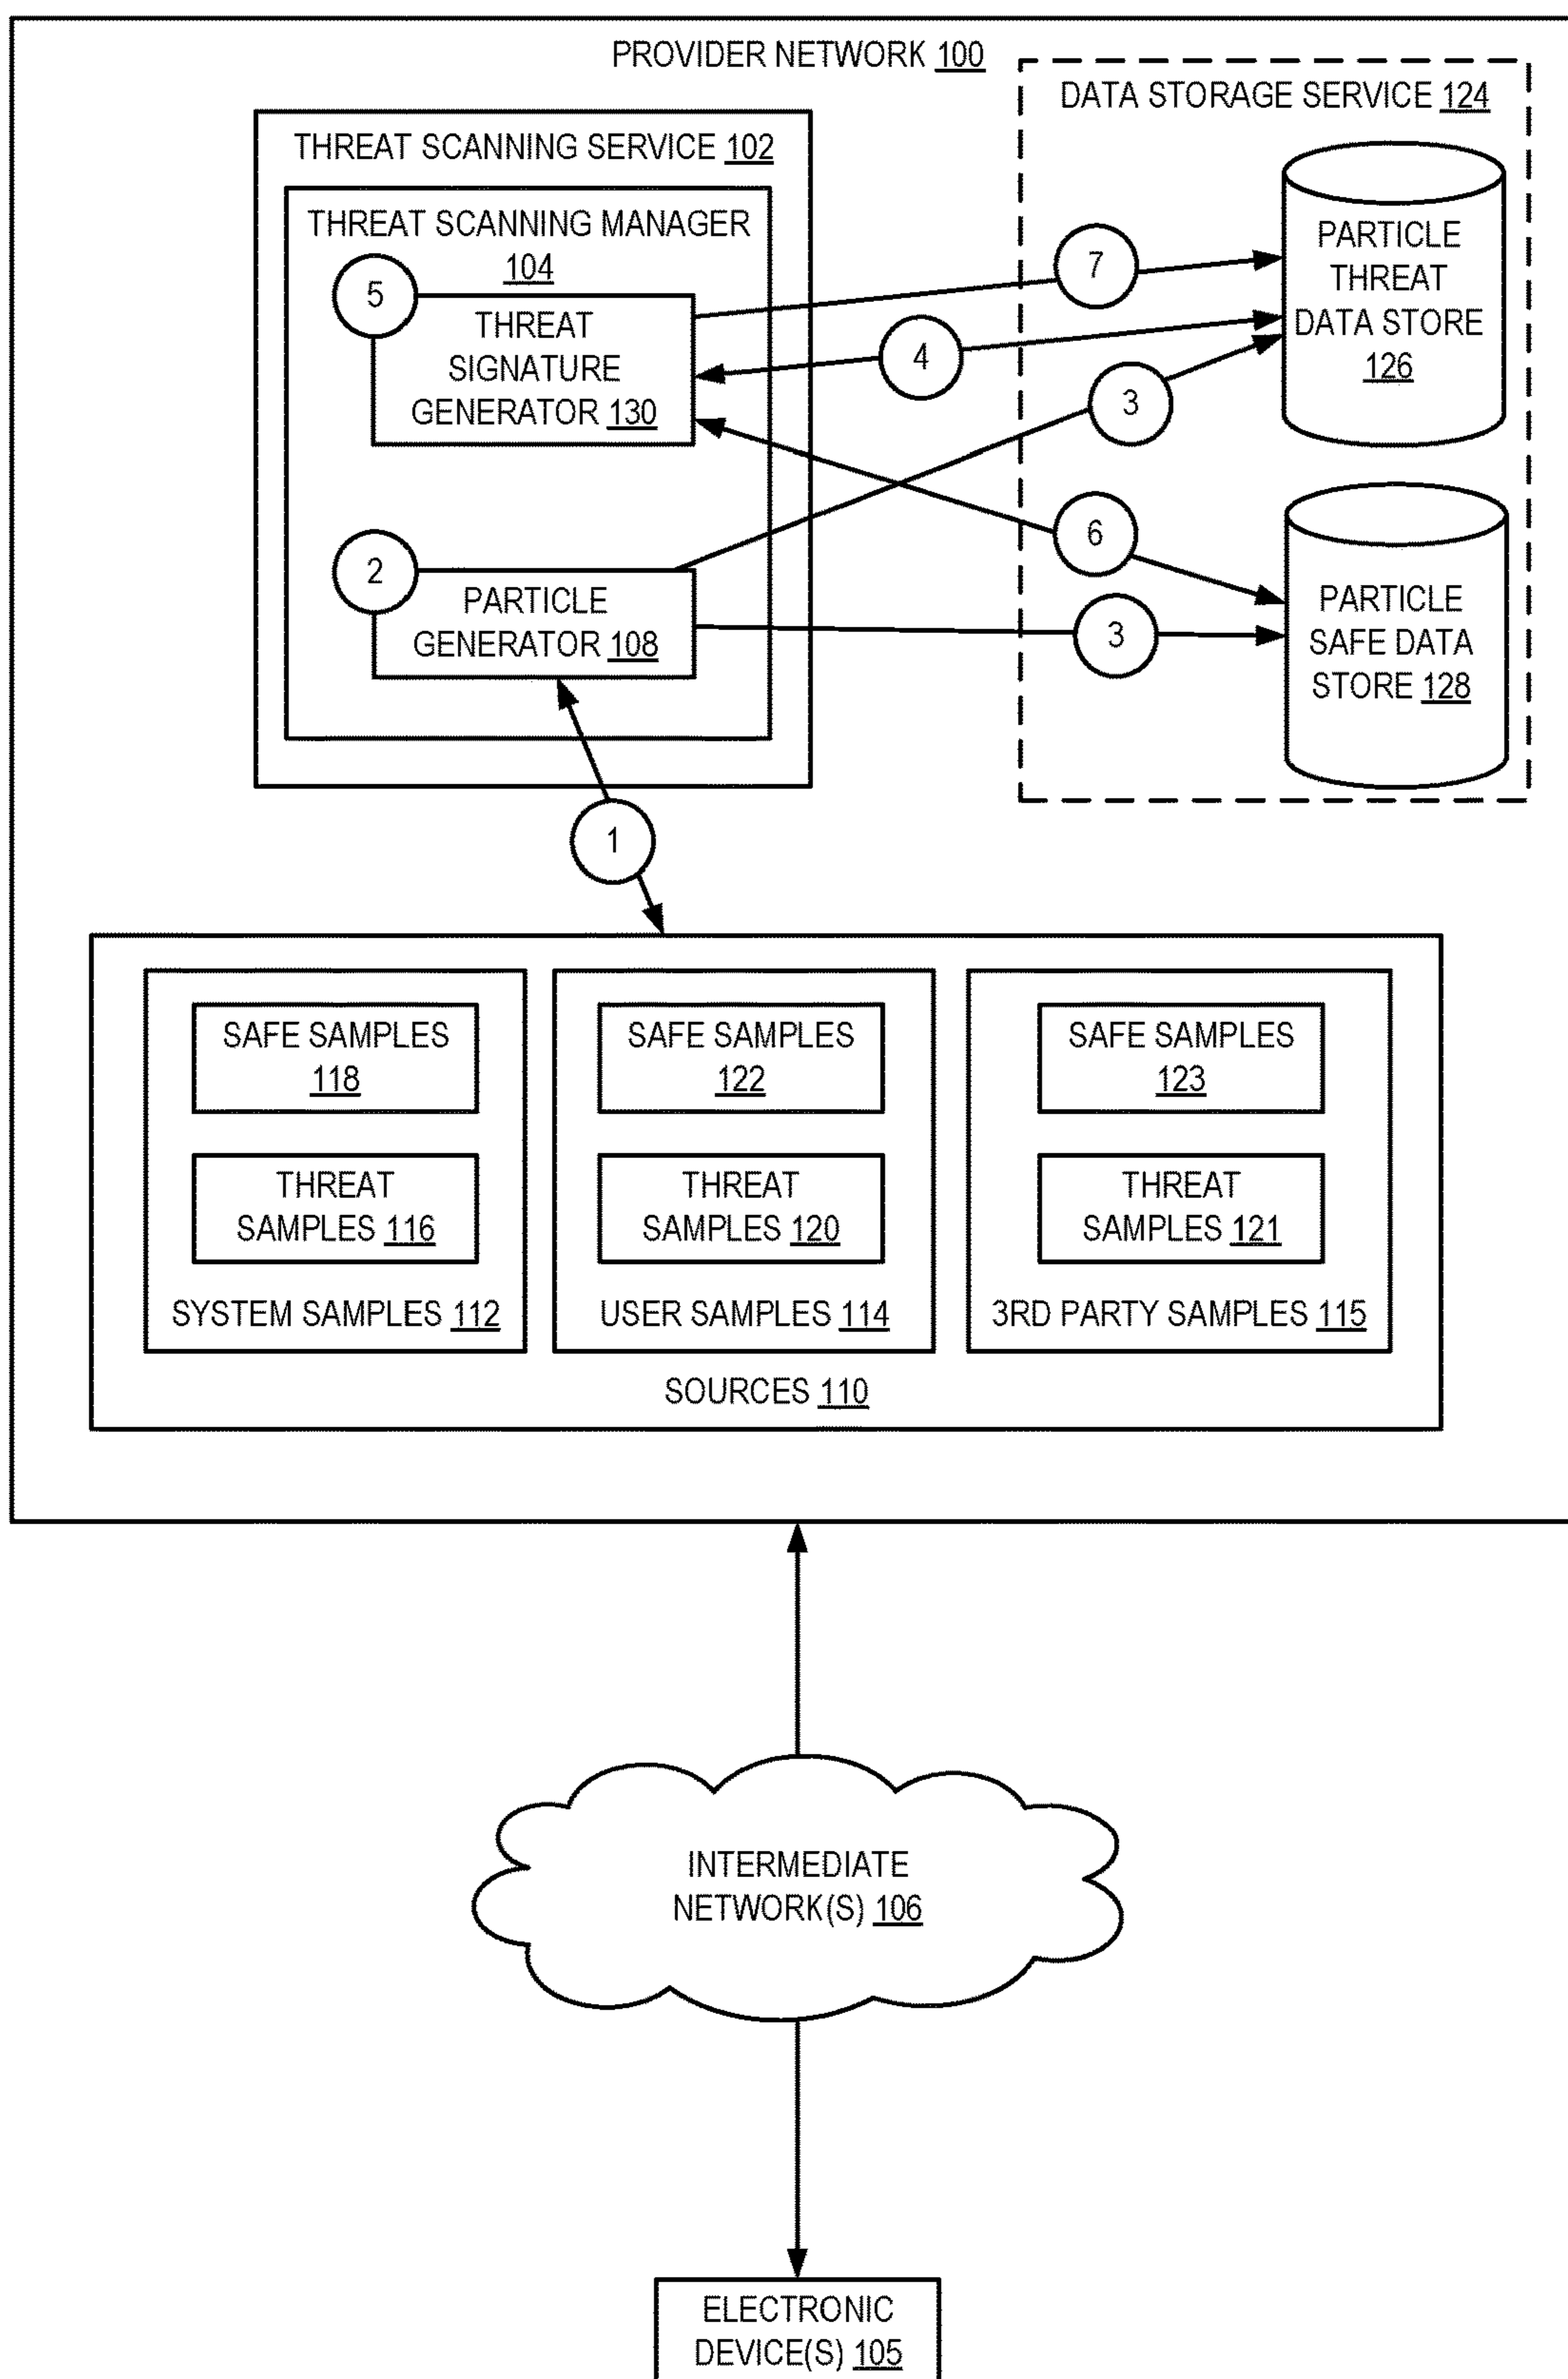 PROVIDER NETWORK 100
DATA STORAGE SERVICE 124
THREAT SCANNING SERVICE 102
THREAT SCANNING MANAGER
104
5
THREAT
SIGNATURE
GENERATOR 130
7
4
3
PARTICLE
THREAT
DATA STORE
126
2
PARTICLE
GENERATOR 108
6
3
PARTICLE
SAFE DATA
STORE 128
1
SAFE SAMPLES
118
THREAT
SAMPLES 116
SYSTEM SAMPLES 112
SAFE SAMPLES
122
THREAT
SAMPLES 120
USER SAMPLES 114
SAFE SAMPLES
123
THREAT
SAMPLES 121
3RD PARTY SAMPLES 115
SOURCES 110
INTERMEDIATE
NETWORK(S) 106
ELECTRONIC
DEVICE(S) 105